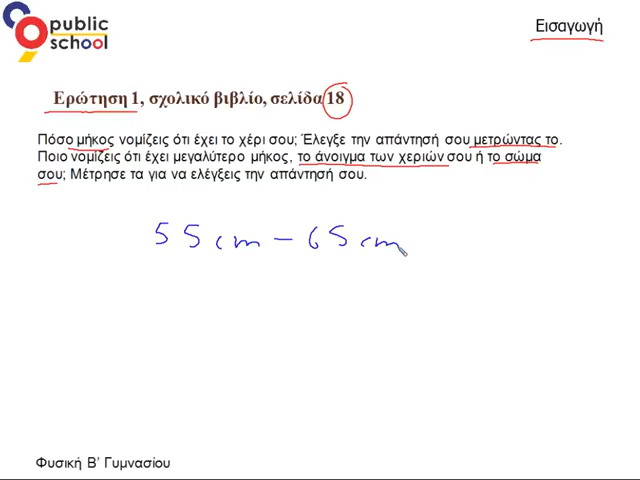 public
school
Εισαγωγή
Ερώτηση 1, σχολικό βιβλίο, σελίδα 18
Πόσο μήκος νομίζεις ότι έχει το χέρι σου; Έλεγξε την απάντησή σου μετρώντας το.
Ποιο νομίζεις ότι έχει μεγαλύτερο μήκος, το άνοιγμα των χεριών σου ή το σώμα
σου; Μέτρησε τα για να ελέγξεις την απάντησή σου.
55 cm – 65 cm
Φυσική Β' Γυμνασίου